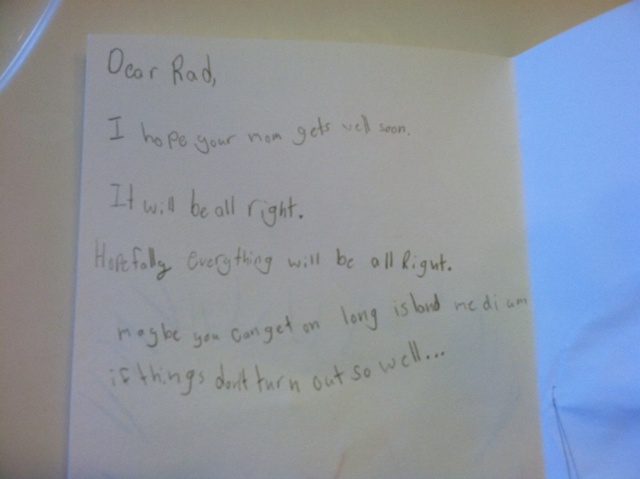 Dear Rad,
I hope your mom gets well soon.
It will be all right.
Hopefully everything will be all Right.
maybe you can get on long island medium
if things don't turn out so well...